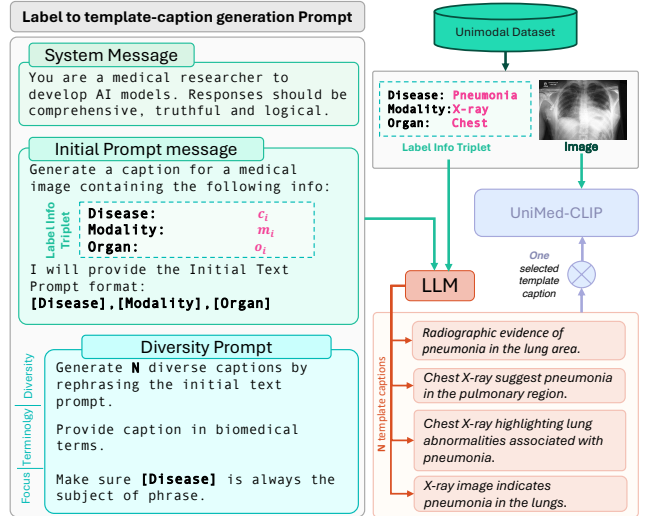 Label to template-caption generation Prompt
System Message
You are a medical researcher to
develop AI models. Responses should be
comprehensive, truthful and logical.
Initial Prompt message
Generate a caption for a medical
image containing the following info:
Label Info
Triplet
Disease: cᵢ
Modality: mᵢ
Organ: oᵢ
I will provide the Initial Text
Prompt format:
[Disease],[Modality],[Organ]
Diversity Prompt
Diversity
Generate N diverse captions by
rephrasing the initial text
prompt.
Terminolgy
Provide caption in biomedical
terms.
Focus
Make sure [Disease] is always the
subject of phrase.
Unimodal Dataset
Disease: Pneumonia
Modality:X-ray
Organ: Chest
Label Info Triplet
Image
UniMed-CLIP
One
selected
template
caption
LLM
N template captions
Radiographic evidence of
pneumonia in the lung area.
Chest X-ray suggest pneumonia
in the pulmonary region.
Chest X-ray highlighting lung
abnormalities associated with
pneumonia.
X-ray image indicates
pneumonia in the lungs.